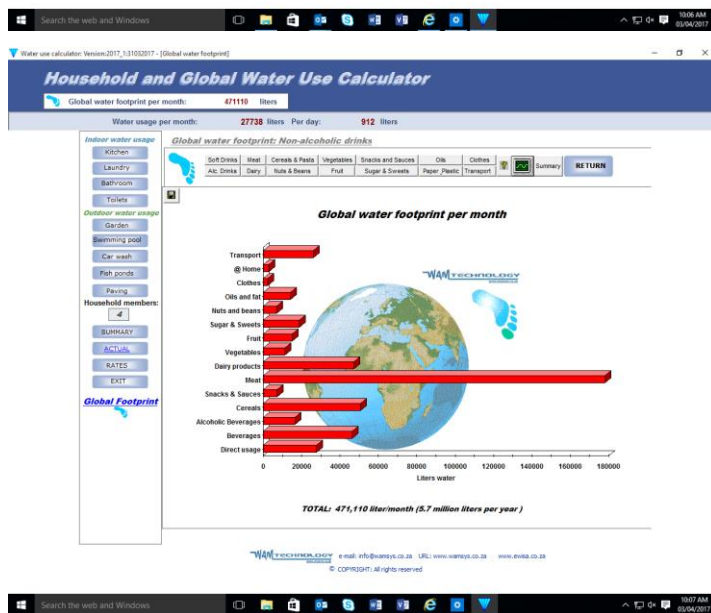 Search the web and Windows
10:06 AM
03/04/2017
Water use calculator: Version:2017_1:31032017 - [Global water footprint]
Household and Global Water Use Calculator
Global water footprint per month: 471110 liters
Water usage per month: 27738 liters Per day: 912 liters
Indoor water usage
Kitchen
Laundry
Bathroom
Toilets
Outdoor water usage
Garden
Swimming pool
Car wash
Fish ponds
Paving
Household members:
4
SUMMARY
ACTUAL
RATES
EXIT
Global Footprint
Global water footprint: Non-alcoholic drinks
Soft Drinks Meat Cereals & Pasta Vegetables Snacks and Sauces Oils Clothes
Alc. Drinks Dairy Nuts & Beans Fruit Sugar & Sweets Paper_Plastic Transport
Summary
RETURN
Global water footprint per month
WAM TECHNOLOGY
Transport
@ Home
Clothes
Oils and fat
Nuts and beans
Sugar & Sweets
Fruit
Vegetables
Dairy products
Meat
Snacks & Sauces
Cereals
Alcoholic Beverages
Beverages
Direct usage
0 20000 40000 60000 80000 100000 120000 140000 160000 180000
Liters water
TOTAL: 471,110 liter/month (5.7 million liters per year )
WAM TECHNOLOGY e-mail: info@wamsys.co.za URL: www.wamsys.co.za www.ewisa.co.za
© COPYRIGHT: All rights reserved
Search the web and Windows
10:07 AM
03/04/2017